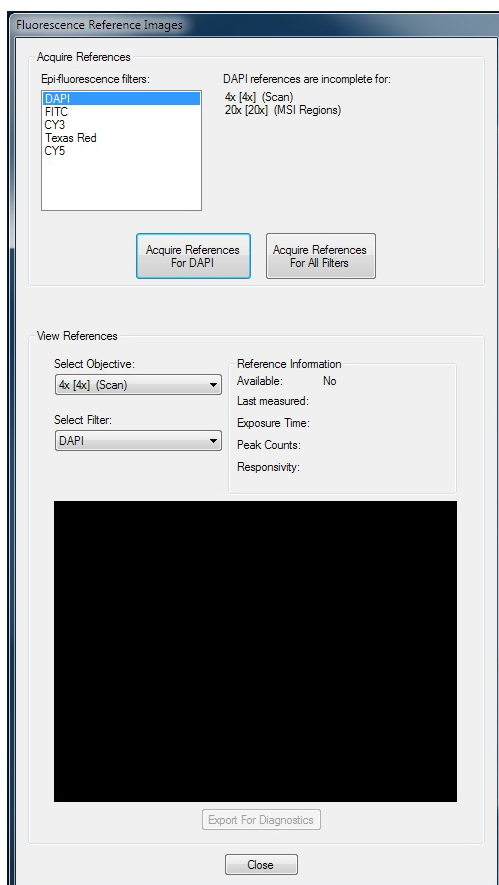 Fluorescence Reference Images
Acquire References
Epi-fluorescence filters:
DAPI
FITC
CY3
Texas Red
CY5
DAPI references are incomplete for:
4x [4x] (Scan)
20x [20x] (MSI Regions)
Acquire References
For DAPI
Acquire References
For All Filters
View References
Select Objective:
4x [4x] (Scan)
Select Filter:
DAPI
Reference Information
Available: No
Last measured:
Exposure Time:
Peak Counts:
Responsivity:
Export For Diagnostics
Close